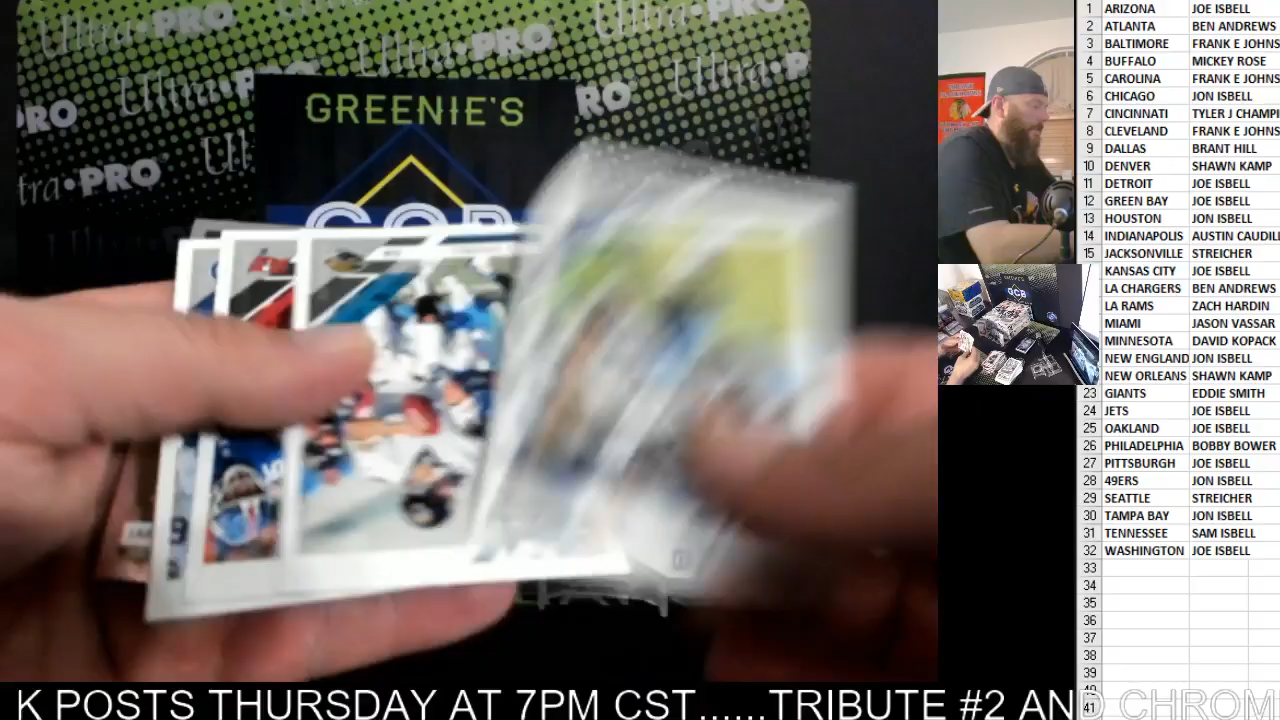 Ultra·PRO
Ultra·PRO
Ultra·PRO
GREENIE'S
GCB
1 ARIZONA JOE ISBELL
2 ATLANTA BEN ANDREWS
3 BALTIMORE FRANK E JOHNS
4 BUFFALO MICKEY ROSE
5 CAROLINA FRANK E JOHNS
6 CHICAGO JON ISBELL
7 CINCINNATI TYLER J CHAMPI
8 CLEVELAND FRANK E JOHNS
9 DALLAS BRANT HILL
10 DENVER SHAWN KAMP
11 DETROIT JOE ISBELL
12 GREEN BAY JOE ISBELL
13 HOUSTON JON ISBELL
14 INDIANAPOLIS AUSTIN CAUDILL
15 JACKSONVILLE STREICHER
KANSAS CITY JOE ISBELL
LA CHARGERS BEN ANDREWS
LA RAMS ZACH HARDIN
MIAMI JASON VASSAR
MINNESOTA DAVID KOPACK
NEW ENGLAND JON ISBELL
NEW ORLEANS SHAWN KAMP
23 GIANTS EDDIE SMITH
24 JETS JOE ISBELL
25 OAKLAND JOE ISBELL
26 PHILADELPHIA BOBBY BOWER
27 PITTSBURGH JOE ISBELL
28 49ERS JON ISBELL
29 SEATTLE STREICHER
30 TAMPA BAY JON ISBELL
31 TENNESSEE SAM ISBELL
32 WASHINGTON JOE ISBELL
33
34
35
36
37
38
39
40
41
K POSTS THURSDAY AT 7PM CST......TRIBUTE #2 AND CHROM